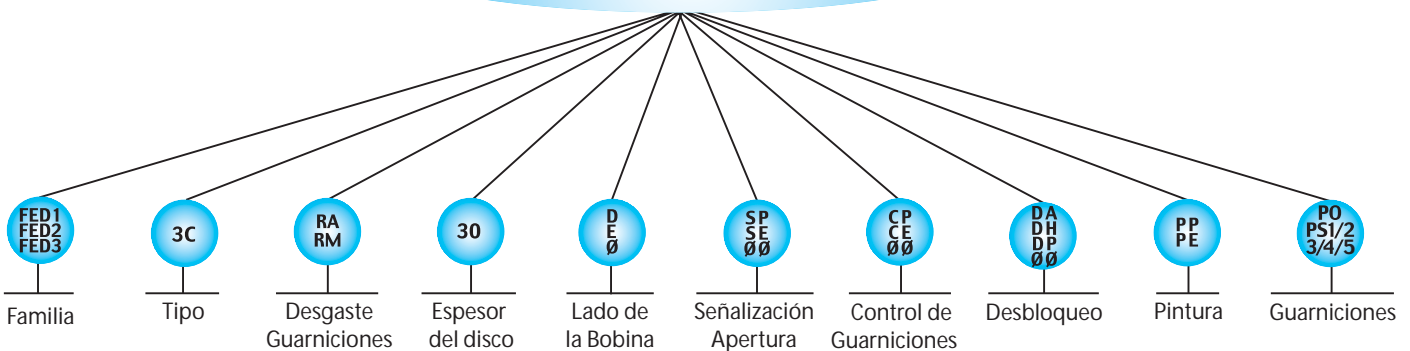 FED1
FED2
FED3
3C
RA
RM
30
D
E
Ø
SP
SE
ØØ
CP
CE
ØØ
DA
DH
DP
ØØ
PP
PE
PO
PS1/2
3/4/5
Familia
Tipo
Desgaste
Guarniciones
Espesor
del disco
Lado de
la Bobina
Señalización
Apertura
Control de
Guarniciones
Desbloqueo
Pintura
Guarniciones